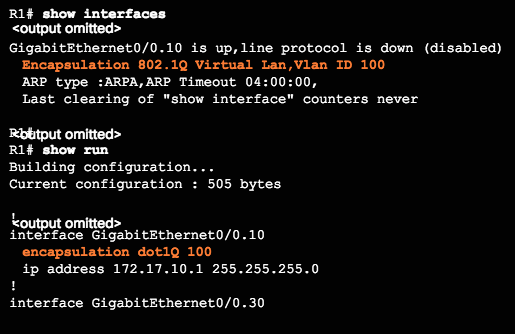 R1# show interfaces
<output omitted>
GigabitEthernet0/0.10 is up,line protocol is down (disabled)
Encapsulation 802.1Q Virtual Lan,Vlan ID 100
ARP type :ARPA,ARP Timeout 04:00:00,
Last clearing of "show interface" counters never
R1#
<output omitted>
R1# show run
Building configuration...
Current configuration : 505 bytes
!
<output omitted>
interface GigabitEthernet0/0.10
encapsulation dot1Q 100
ip address 172.17.10.1 255.255.255.0
!
interface GigabitEthernet0/0.30